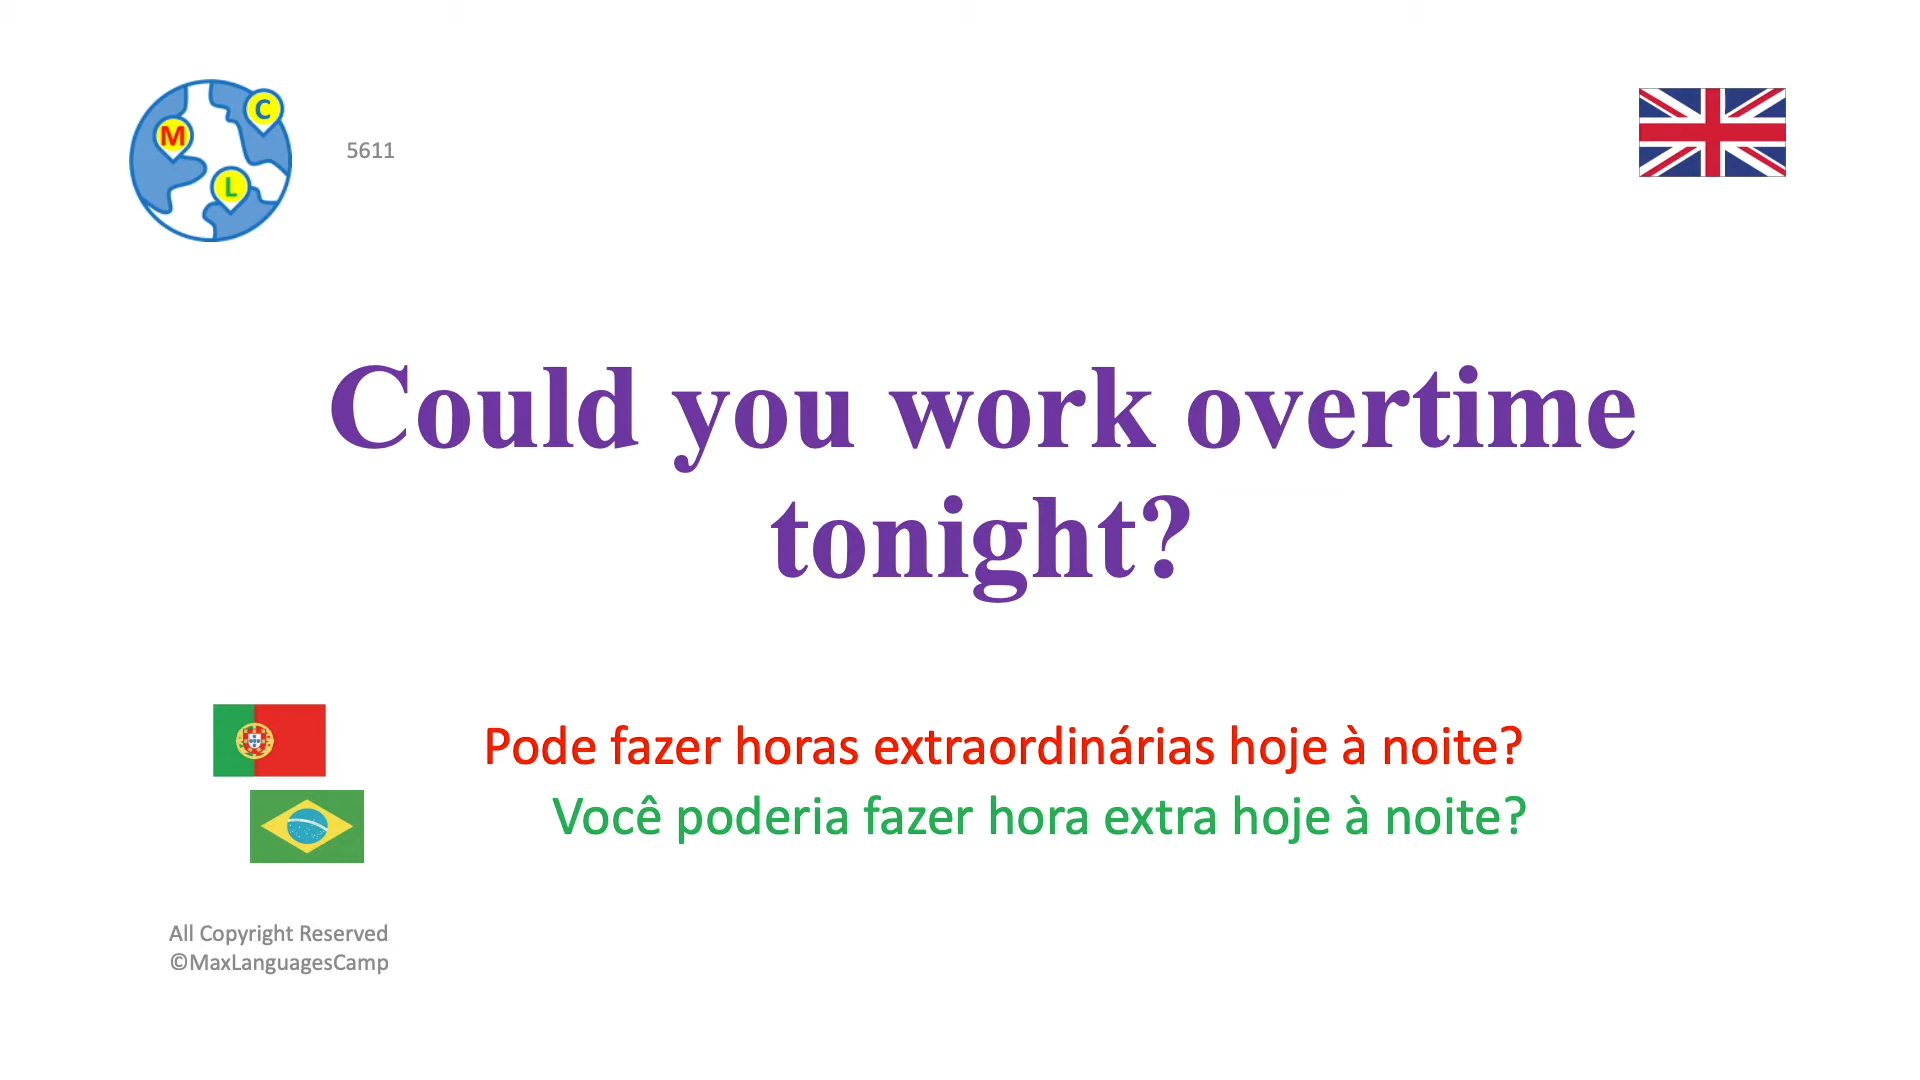 C
M
L
5611
Could you work overtime
tonight?
Pode fazer horas extraordinárias hoje à noite?
Você poderia fazer hora extra hoje à noite?
All Copyright Reserved
©MaxLanguagesCamp